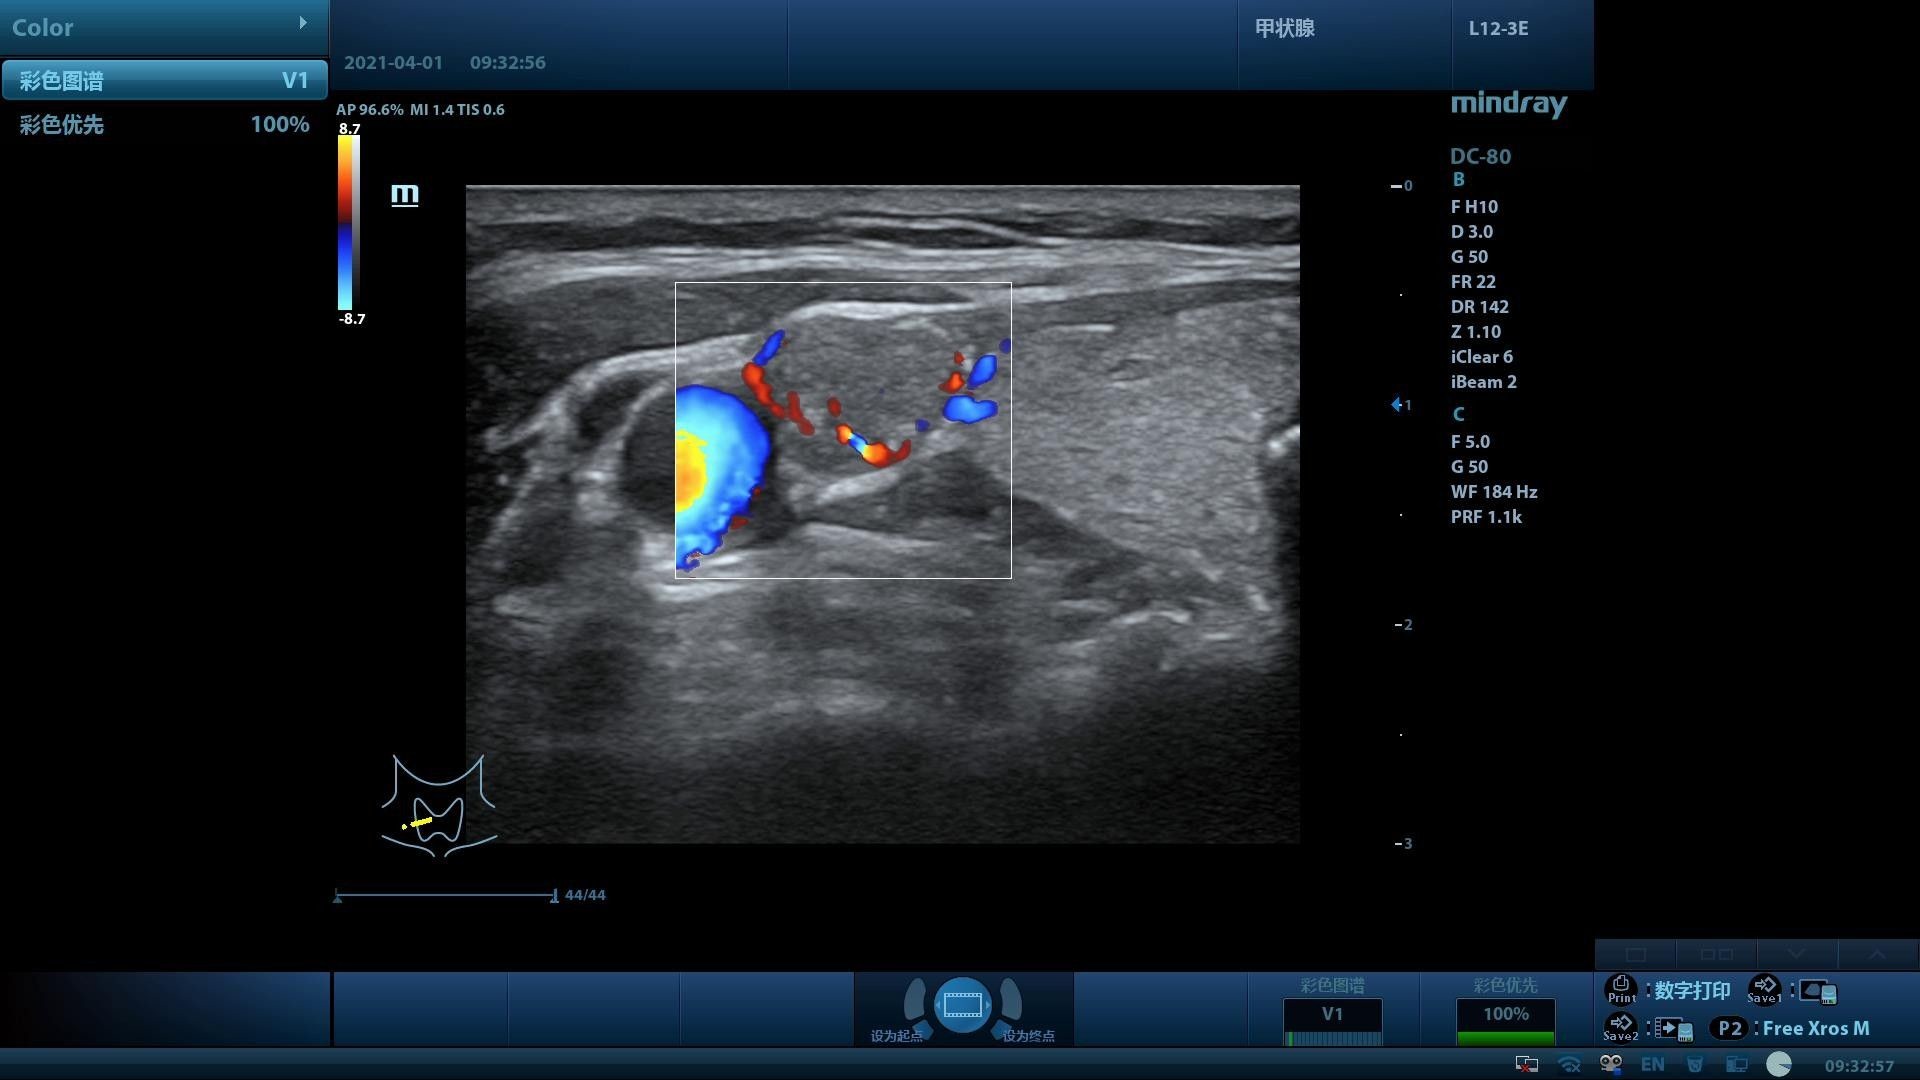 Color
彩色图谱 V1
彩色优先 100%
2021-04-01 09:32:56
甲状腺
L12-3E
AP 96.6% MI 1.4 TIS 0.6
8.7
-8.7
m
mindray
DC-80
B
F H10
D 3.0
G 50
FR 22
DR 142
Z 1.10
iClear 6
iBeam 2
C
F 5.0
G 50
WF 184 Hz
PRF 1.1k
0
1
2
3
44/44
设为起点
设为终点
彩色图谱
V1
彩色优先
100%
Print : 数字打印 Save1 :
Save2 : P2 : Free Xros M
EN 09:32:57